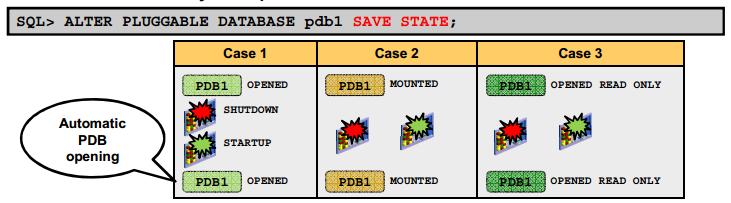 SQL> ALTER PLUGGABLE DATABASE pdb1 SAVE STATE;
Case 1
Case 2
Case 3
PDB1 OPENED
PDB1 MOUNTED
PDB1 OPENED READ ONLY
SHUTDOWN
Automatic
PDB
opening
STARTUP
PDB1 OPENED
PDB1 MOUNTED
PDB1 OPENED READ ONLY